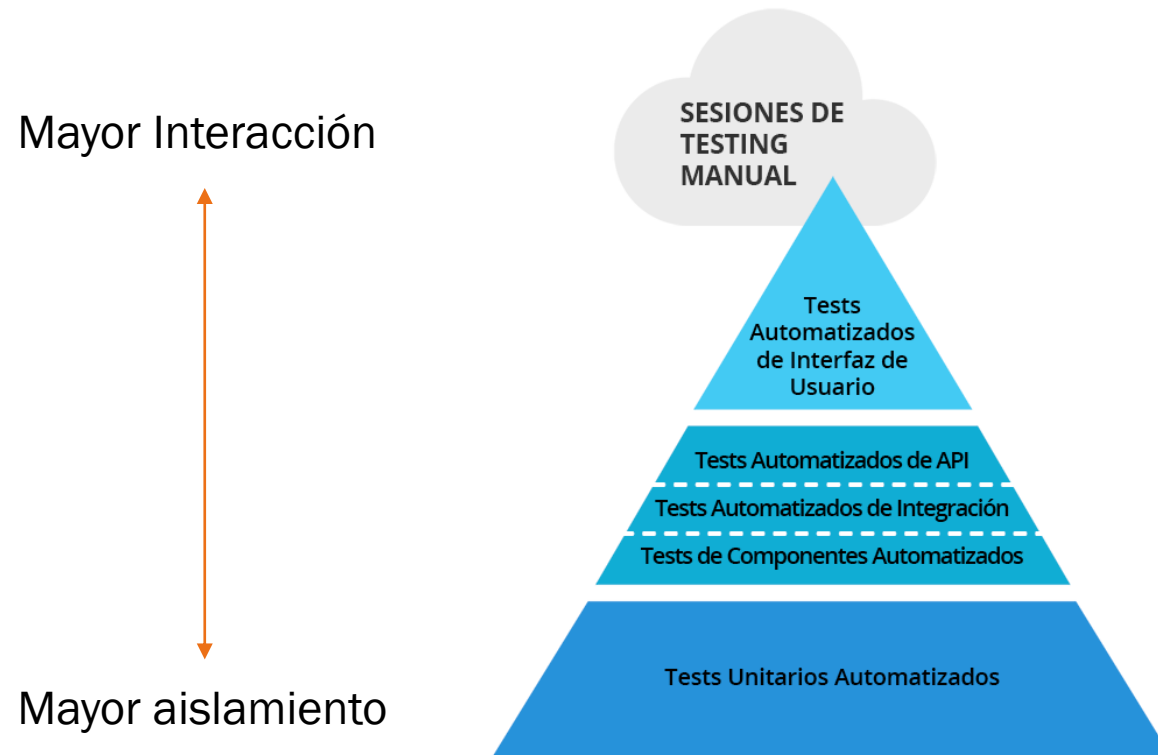 Mayor Interacción
SESIONES DE
TESTING
MANUAL
Tests
Automatizados
de Interfaz de
Usuario
Tests Automatizados de API
Tests Automatizados de Integración
Tests de Componentes Automatizados
Tests Unitarios Automatizados
Mayor aislamiento